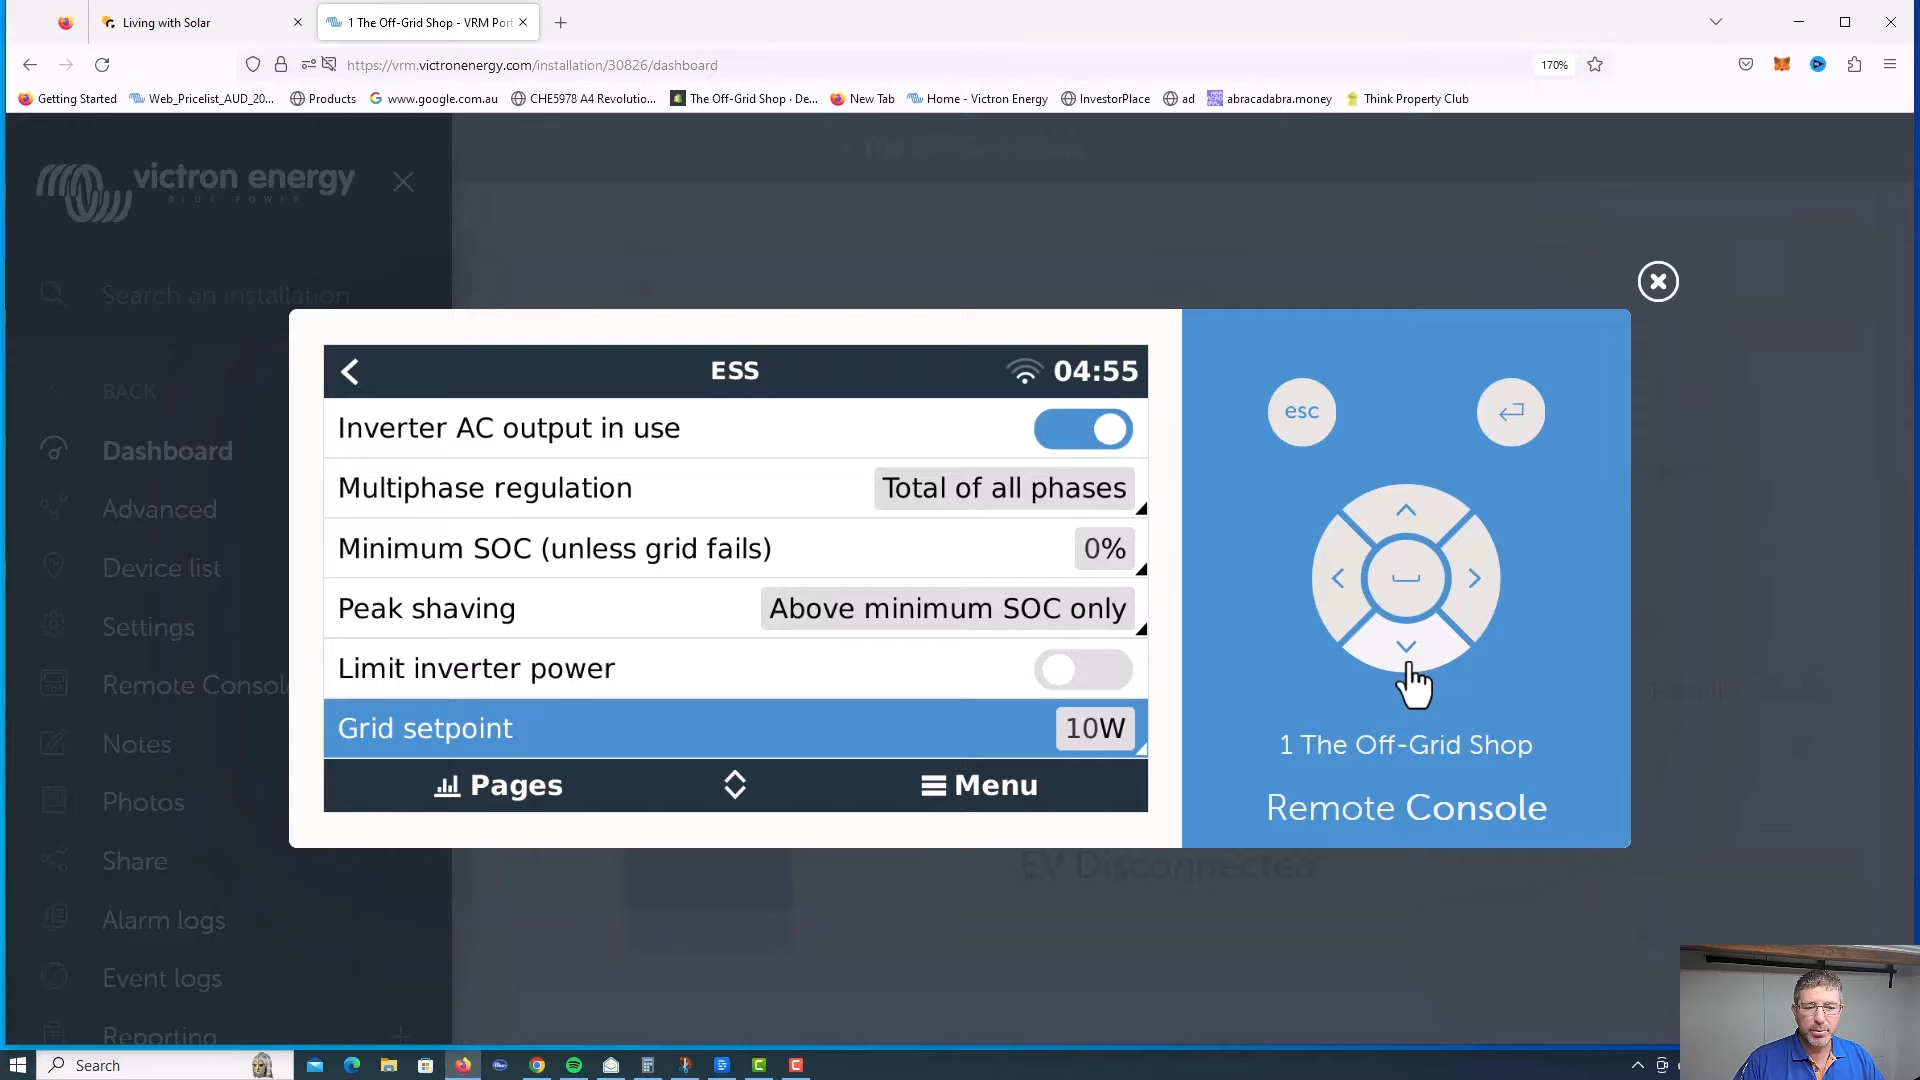 Living with Solar
1 The Off-Grid Shop - VRM Port
https://vrm.victronenergy.com/installation/30826/dashboard
170%
Getting Started
Web_Pricelist_AUD_20...
Products
www.google.com.au
CHE5978 A4 Revolutio...
The Off-Grid Shop · De...
New Tab
Home - Victron Energy
InvestorPlace
ad
abracadabra.money
Think Property Club
victron energy
BLUE POWER
Search an installation
BACK
Dashboard
Advanced
Device list
Settings
Remote Consol
Notes
Photos
Share
Alarm logs
Event logs
Reporting
ESS
04:55
Inverter AC output in use
Multiphase regulation
Total of all phases
Minimum SOC (unless grid fails)
0%
Peak shaving
Above minimum SOC only
Limit inverter power
Grid setpoint
10W
Pages
Menu
esc
1 The Off-Grid Shop
Remote Console
EV Disconnected
Search